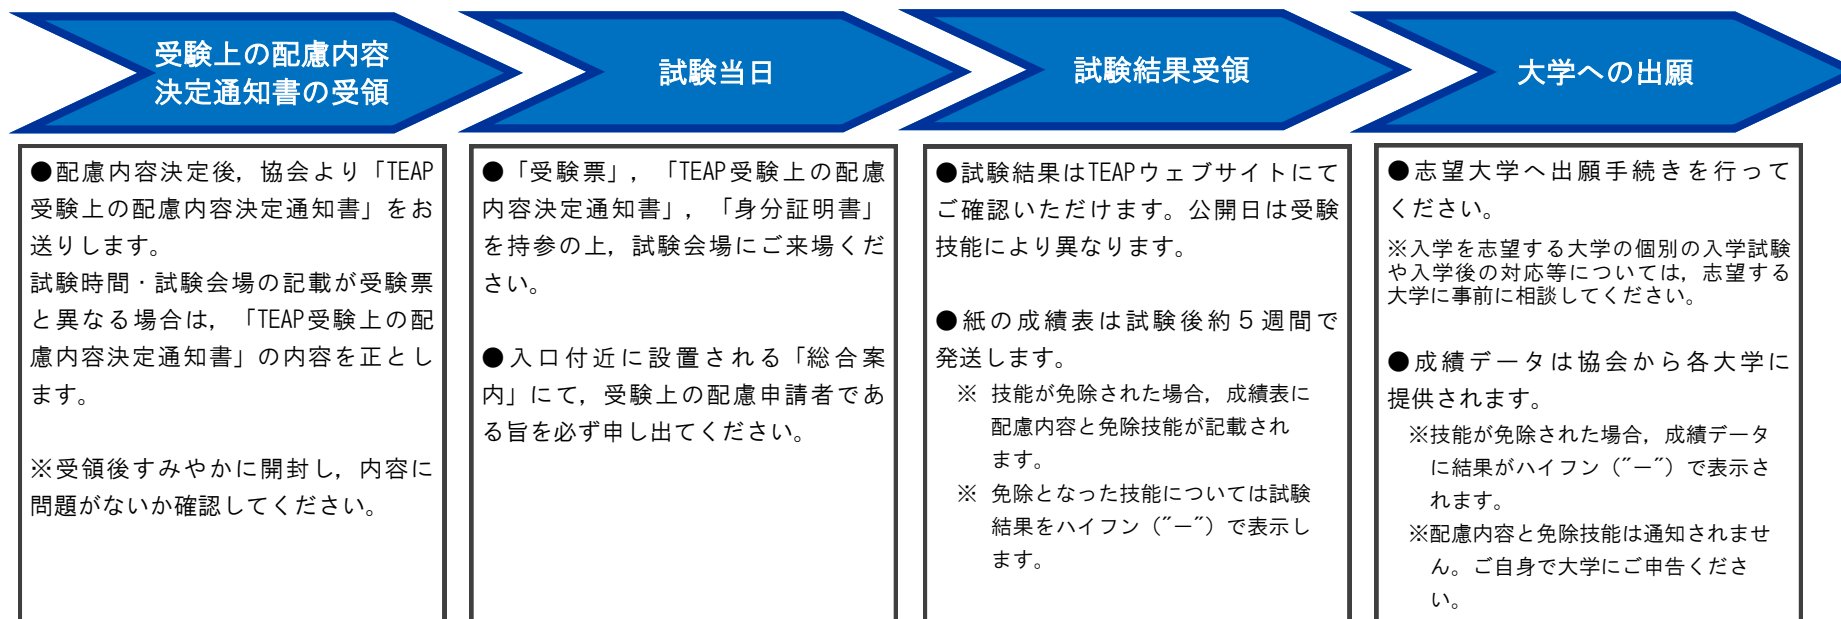 受験上の配慮内容
決定通知書の受領
●配慮内容決定後，協会より「TEAP
受験上の配慮内容決定通知書」をお
送りします。
試験時間・試験会場の記載が受験票
と異なる場合は，「TEAP受験上の配
慮内容決定通知書」の内容を正とし
ます。
※受領後すみやかに開封し，内容に
問題がないか確認してください。
試験当日
●「受験票」，「TEAP受験上の配慮
内容決定通知書」，「身分証明書」
を持参の上，試験会場にご来場くだ
さい。
●入口付近に設置される「総合案
内」にて，受験上の配慮申請者であ
る旨を必ず申し出てください。
試験結果受領
●試験結果はTEAPウェブサイトにて
ご確認いただけます。公開日は受験
技能により異なります。
●紙の成績表は試験後約５週間で
発送します。
※ 技能が免除された場合，成績表に
配慮内容と免除技能が記載され
ます。
※ 免除となった技能については試験
結果をハイフン（"－"）で表示し
ます。
大学への出願
●志望大学へ出願手続きを行って
ください。
※入学を志望する大学の個別の入学試験
や入学後の対応等については，志望する
大学に事前に相談してください。
●成績データは協会から各大学に
提供されます。
※技能が免除された場合，成績データ
に結果がハイフン（"－"）で表示さ
れます。
※配慮内容と免除技能は通知されませ
ん。ご自身で大学にご申告くださ
い。